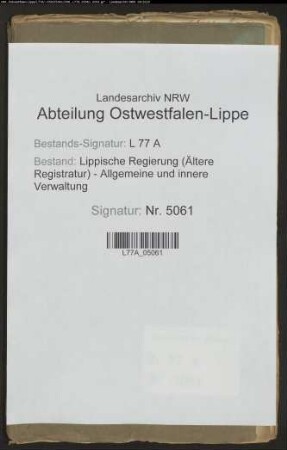 Landesarchiv NRW
Abteilung Ostwestfalen-Lippe
Bestands-Signatur: L 77 A
Bestand: Lippische Regierung (Ältere
Registratur) - Allgemeine und innere
Verwaltung
Signatur: Nr. 5061
L77A_05061